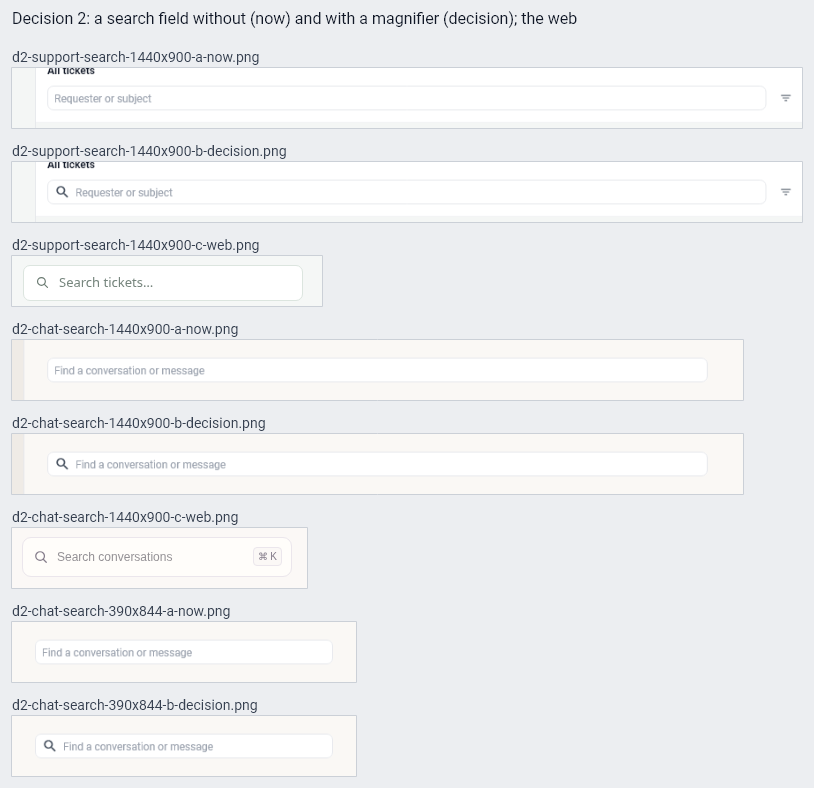 Decision 2: a search field without (now) and with a magnifier (decision); the web
d2-support-search-1440x900-a-now.png
All tickets
Requester or subject
d2-support-search-1440x900-b-decision.png
All tickets
Requester or subject
d2-support-search-1440x900-c-web.png
Search tickets...
d2-chat-search-1440x900-a-now.png
Find a conversation or message
d2-chat-search-1440x900-b-decision.png
Find a conversation or message
d2-chat-search-1440x900-c-web.png
Search conversations ⌘ K
d2-chat-search-390x844-a-now.png
Find a conversation or message
d2-chat-search-390x844-b-decision.png
Find a conversation or message